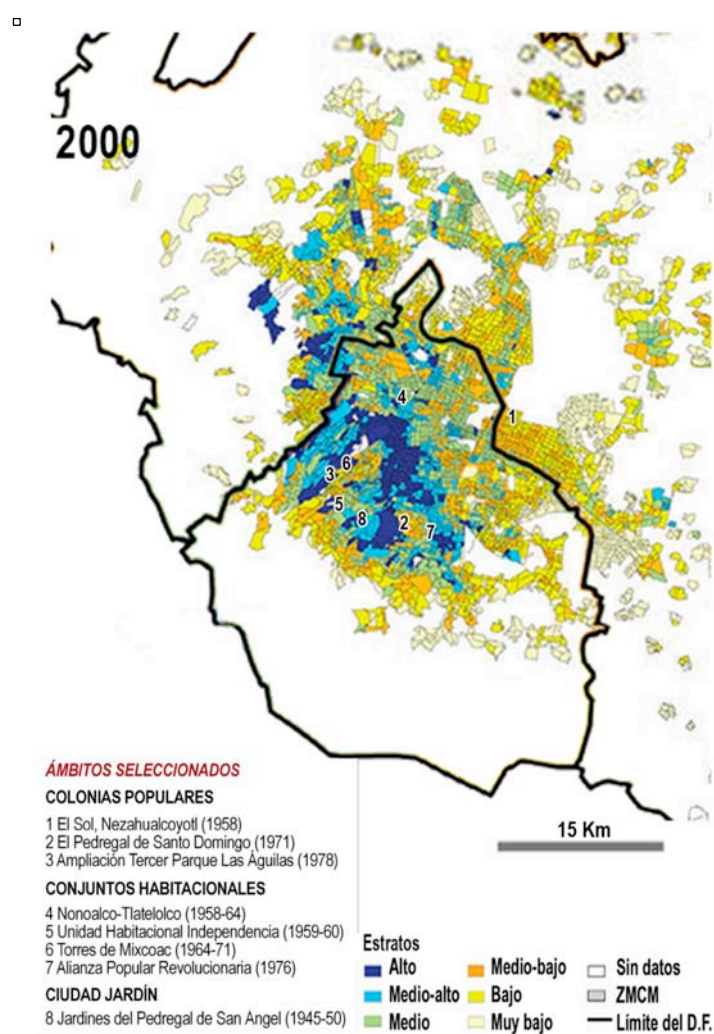 2000
4
1
6
3
5
8
2
7
ÁMBITOS SELECCIONADOS
COLONIAS POPULARES
1 El Sol, Nezahualcoyotl (1958)
2 El Pedregal de Santo Domingo (1971)
3 Ampliación Tercer Parque Las Águilas (1978)
CONJUNTOS HABITACIONALES
4 Nonoalco-Tlatelolco (1958-64)
5 Unidad Habitacional Independencia (1959-60)
6 Torres de Mixcoac (1964-71)
7 Alianza Popular Revolucionaria (1976)
CIUDAD JARDÍN
8 Jardines del Pedregal de San Angel (1945-50)
15 Km
Estratos
Alto
Medio-alto
Medio
Medio-bajo
Bajo
Muy bajo
Sin datos
ZMCM
Límite del D.F.